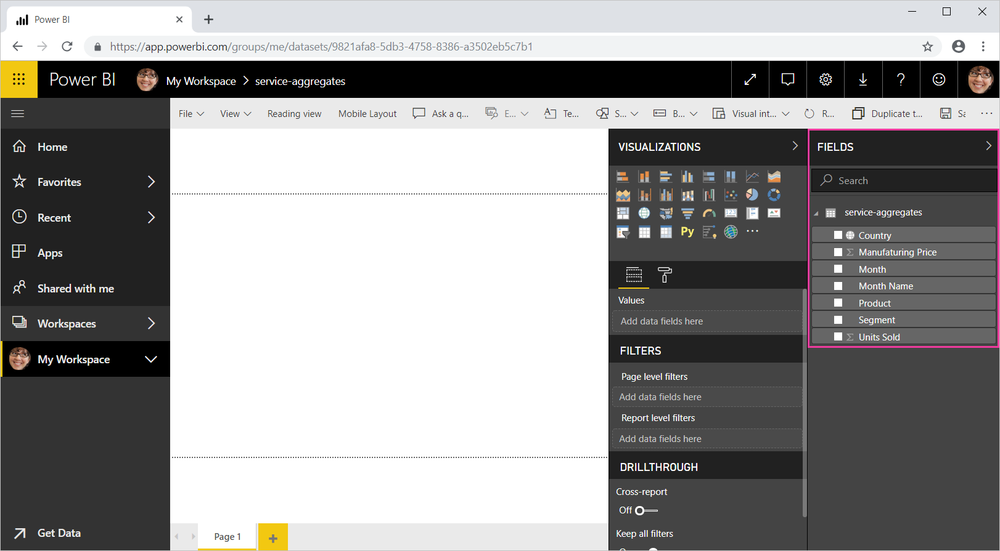 Power BI
https://app.powerbi.com/groups/me/datasets/9821afa8-5db3-4758-8386-a3502eb5c7b1
Power BI My Workspace > service-aggregates
File View Reading view Mobile Layout Ask a q... E... Te... S... B... Visual int... R... Duplicate t... Sa ...
Home
Favorites
Recent
Apps
Shared with me
Workspaces
My Workspace
Get Data
Page 1
VISUALIZATIONS
123
Py
Values
Add data fields here
FILTERS
Page level filters
Add data fields here
Report level filters
Add data fields here
DRILLTHROUGH
Cross-report
Off
Keep all filters
FIELDS
Search
service-aggregates
Country
Σ Manufaturing Price
Month
Month Name
Product
Segment
Σ Units Sold